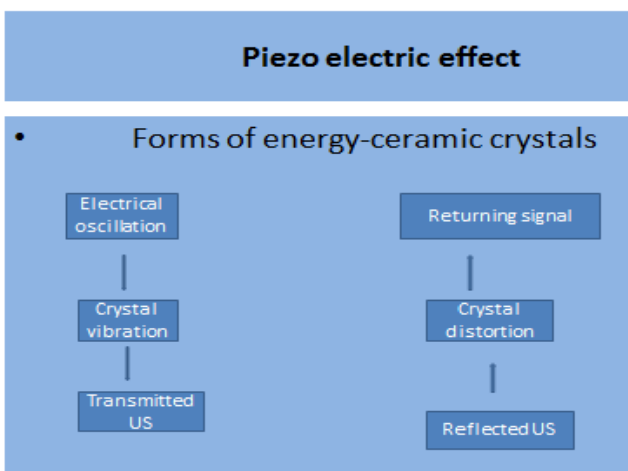 Piezo electric effect
• Forms of energy-ceramic crystals
Electrical
oscillation
Crystal
vibration
Transmitted
US
Returning signal
Crystal
distortion
Reflected US